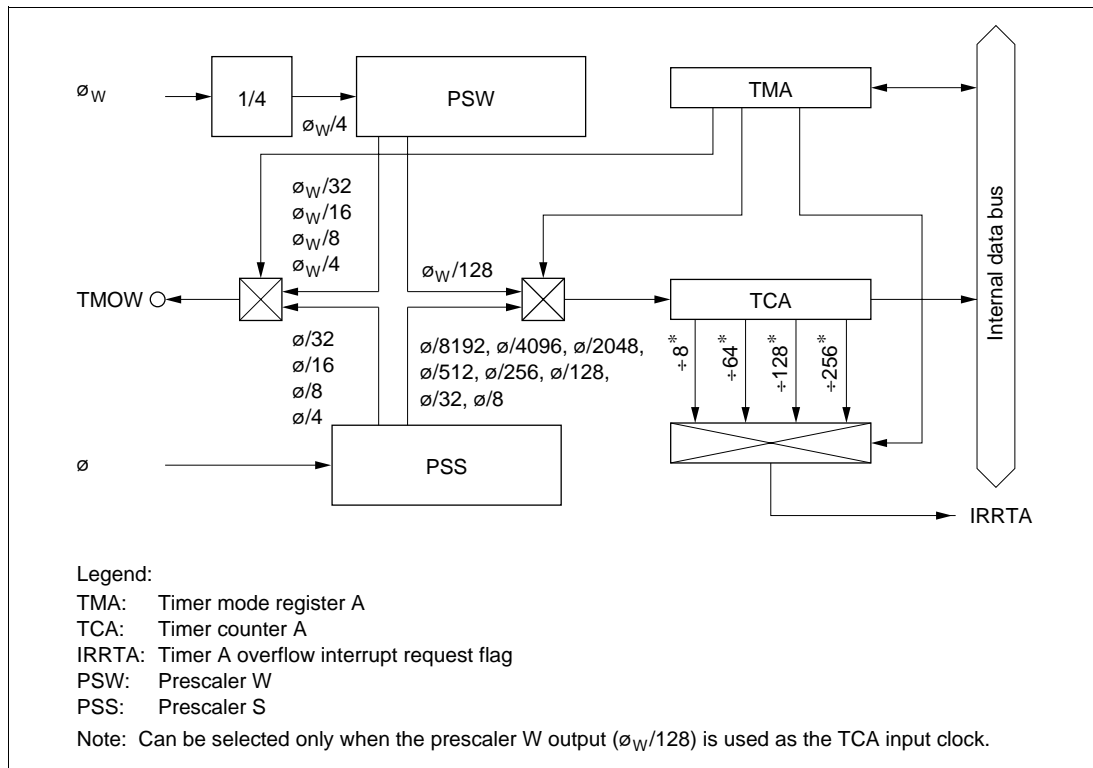 øW
1/4
PSW
TMA
øW/4
øW/32
øW/16
øW/8
øW/4
øW/128
TMOW
TCA
Internal data bus
ø/32
ø/16
ø/8
ø/4
ø/8192, ø/4096, ø/2048,
ø/512, ø/256, ø/128,
ø/32, ø/8
÷8*
÷64*
÷128*
÷256*
ø
PSS
IRRTA
Legend:
TMA: Timer mode register A
TCA: Timer counter A
IRRTA: Timer A overflow interrupt request flag
PSW: Prescaler W
PSS: Prescaler S
Note: Can be selected only when the prescaler W output (øW/128) is used as the TCA input clock.